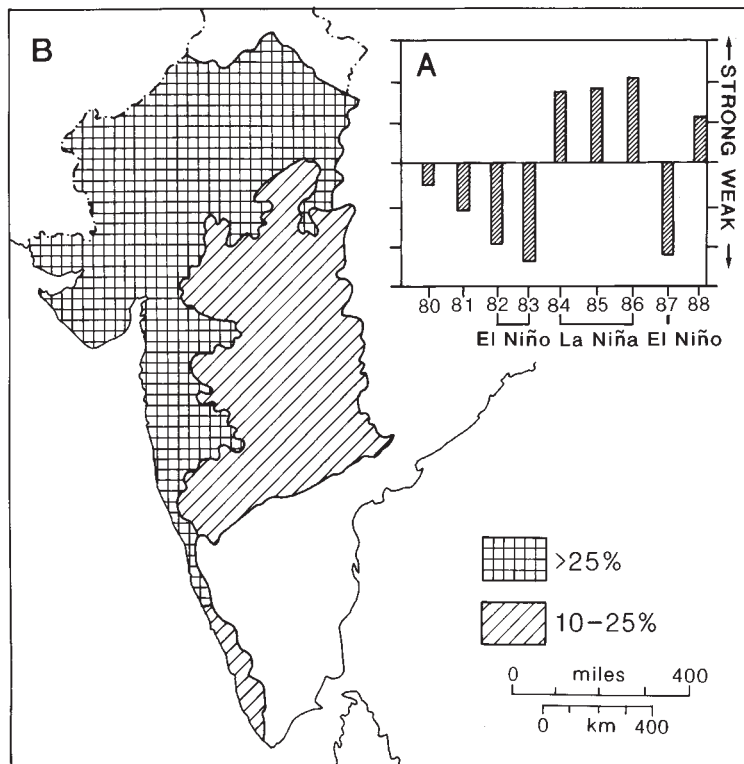 B
A
← WEAK STRONG →
80 81 82 83 84 85 86 87 88
El Niño La Niña El Niño
>25%
10–25%
0 miles 400
0 km 400